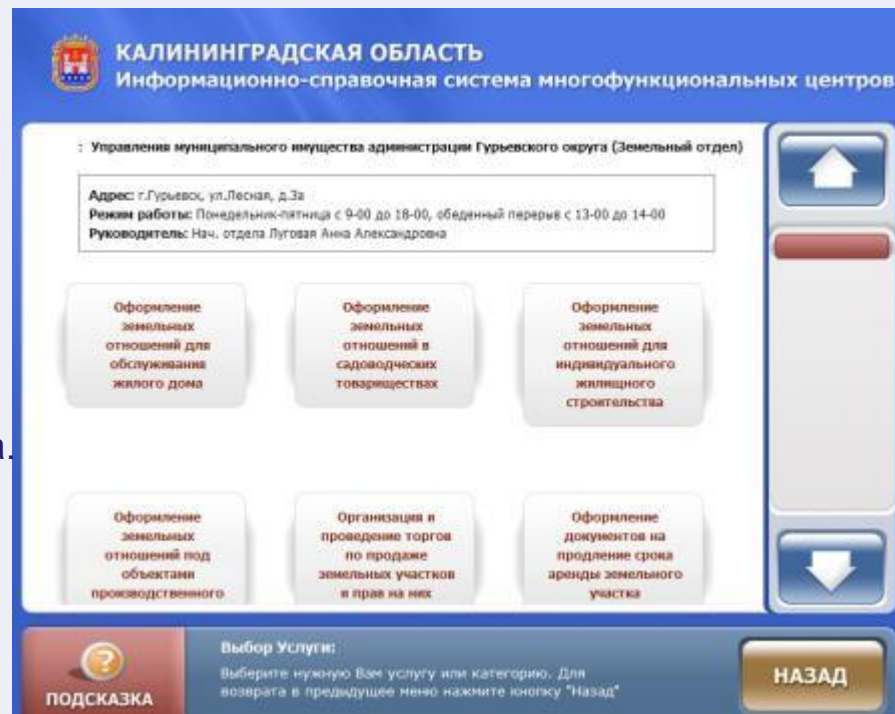 КАЛИНИНГРАДСКАЯ ОБЛАСТЬ
Информационно-справочная система многофункциональных центров
: Управления муниципального имущества администрации Гурьевского округа (Земельный отдел)
Адрес: г.Гурьевск, ул.Лесная, д.3а
Режим работы: Понедельник-пятница с 9-00 до 18-00, обеденный перерыв с 13-00 до 14-00
Руководитель: Нач. отдела Луговая Анна Александровна
Оформление
земельных
отношений для
обслуживания
жилого дома
Оформление
земельных
отношений в
садоводческих
товариществах
Оформление
земельных
отношений для
индивидуального
жилищного
строительства
а.
Оформление
земельных
отношений под
объектами
производственного
Организация и
проведение торгов
по продаже
земельных участков
и прав на них
Оформление
документов на
продление срока
аренды земельного
участка
ПОДСКАЗКА
Выбор Услуги:
Выберите нужную Вам услугу или категорию. Для
возврата в предыдущее меню нажмите кнопку "Назад"
НАЗАД